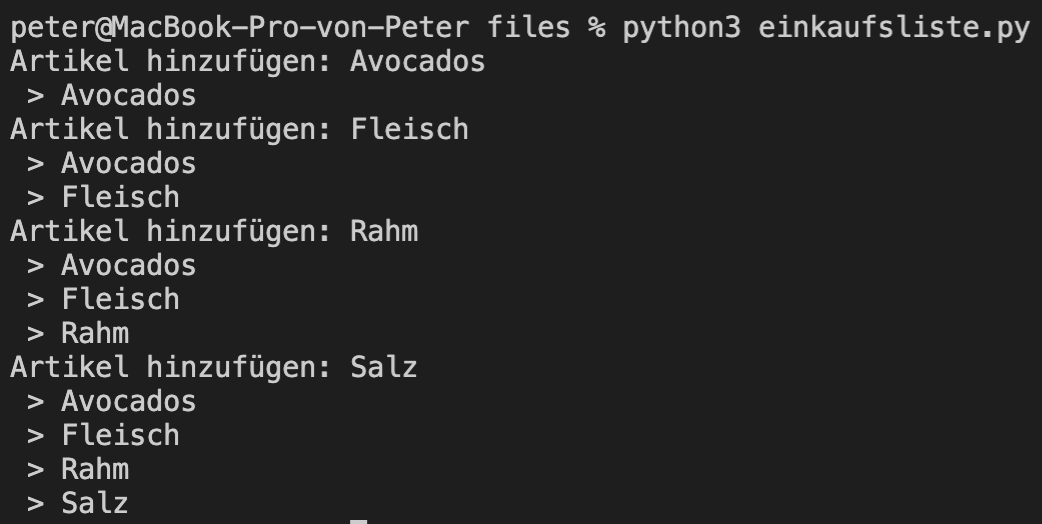 peter@MacBook-Pro-von-Peter files % python3 einkaufsliste.py
Artikel hinzufügen: Avocados
 > Avocados
Artikel hinzufügen: Fleisch
 > Avocados
 > Fleisch
Artikel hinzufügen: Rahm
 > Avocados
 > Fleisch
 > Rahm
Artikel hinzufügen: Salz
 > Avocados
 > Fleisch
 > Rahm
 > Salz